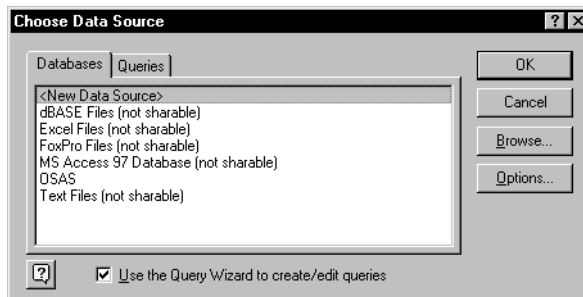 Choose Data Source
Databases Queries
<New Data Source>
dBASE Files (not sharable)
Excel Files (not sharable)
FoxPro Files (not sharable)
MS Access 97 Database (not sharable)
OSAS
Text Files (not sharable)
OK
Cancel
Browse...
Options...
Use the Query Wizard to create/edit queries